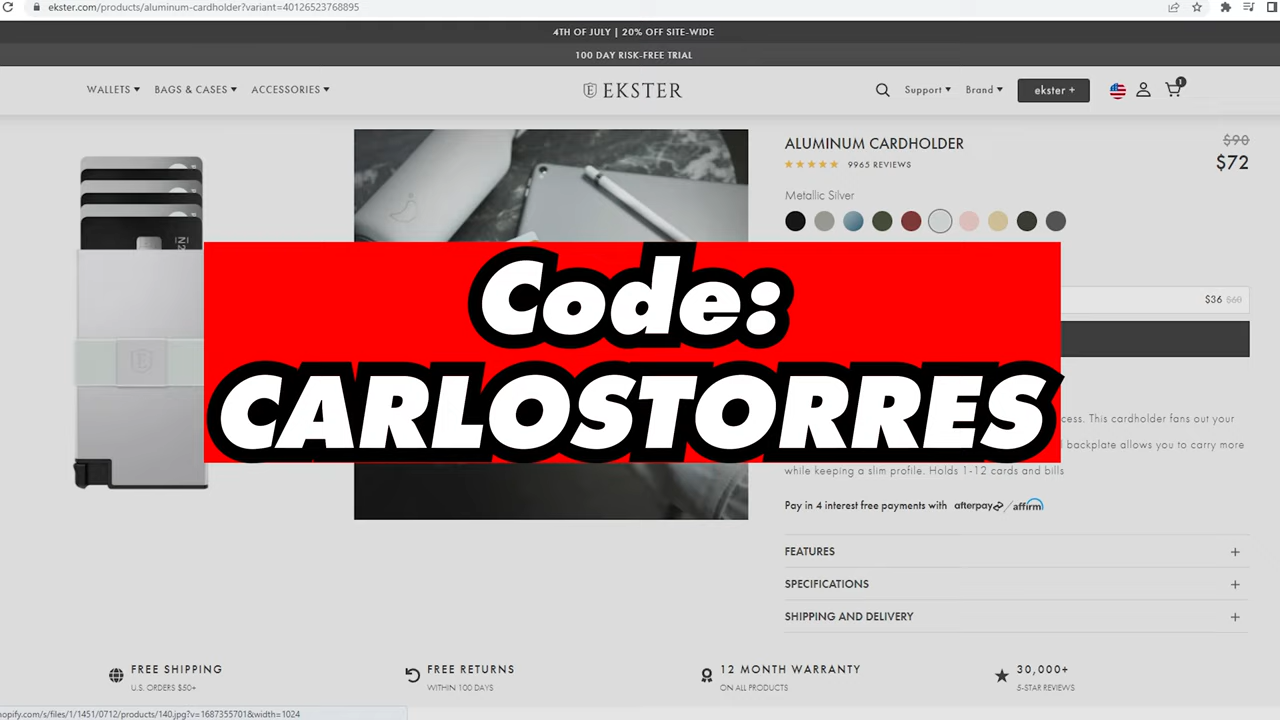 ekster.com/products/aluminum-cardholder?variant=40126523768895
4TH OF JULY | 20% OFF SITE-WIDE
100 DAY RISK-FREE TRIAL
WALLETS
BAGS & CASES
ACCESSORIES
EKSTER
Support
Brand
ekster +
1
ALUMINUM CARDHOLDER
$90
9965 REVIEWS
$72
Metallic Silver
N2
Code:
CARLOSTORRES
$36 $60
cess. This cardholder fans out your
backplate allows you to carry more
while keeping a slim profile. Holds 1-12 cards and bills
Pay in 4 interest free payments with afterpay / affirm
FEATURES +
SPECIFICATIONS +
SHIPPING AND DELIVERY +
FREE SHIPPING
U.S. ORDERS $50+
FREE RETURNS
WITHIN 100 DAYS
12 MONTH WARRANTY
ON ALL PRODUCTS
30,000+
5-STAR REVIEWS
hopify.com/s/files/1/1451/0712/products/140.jpg?v=1687355701&width=1024